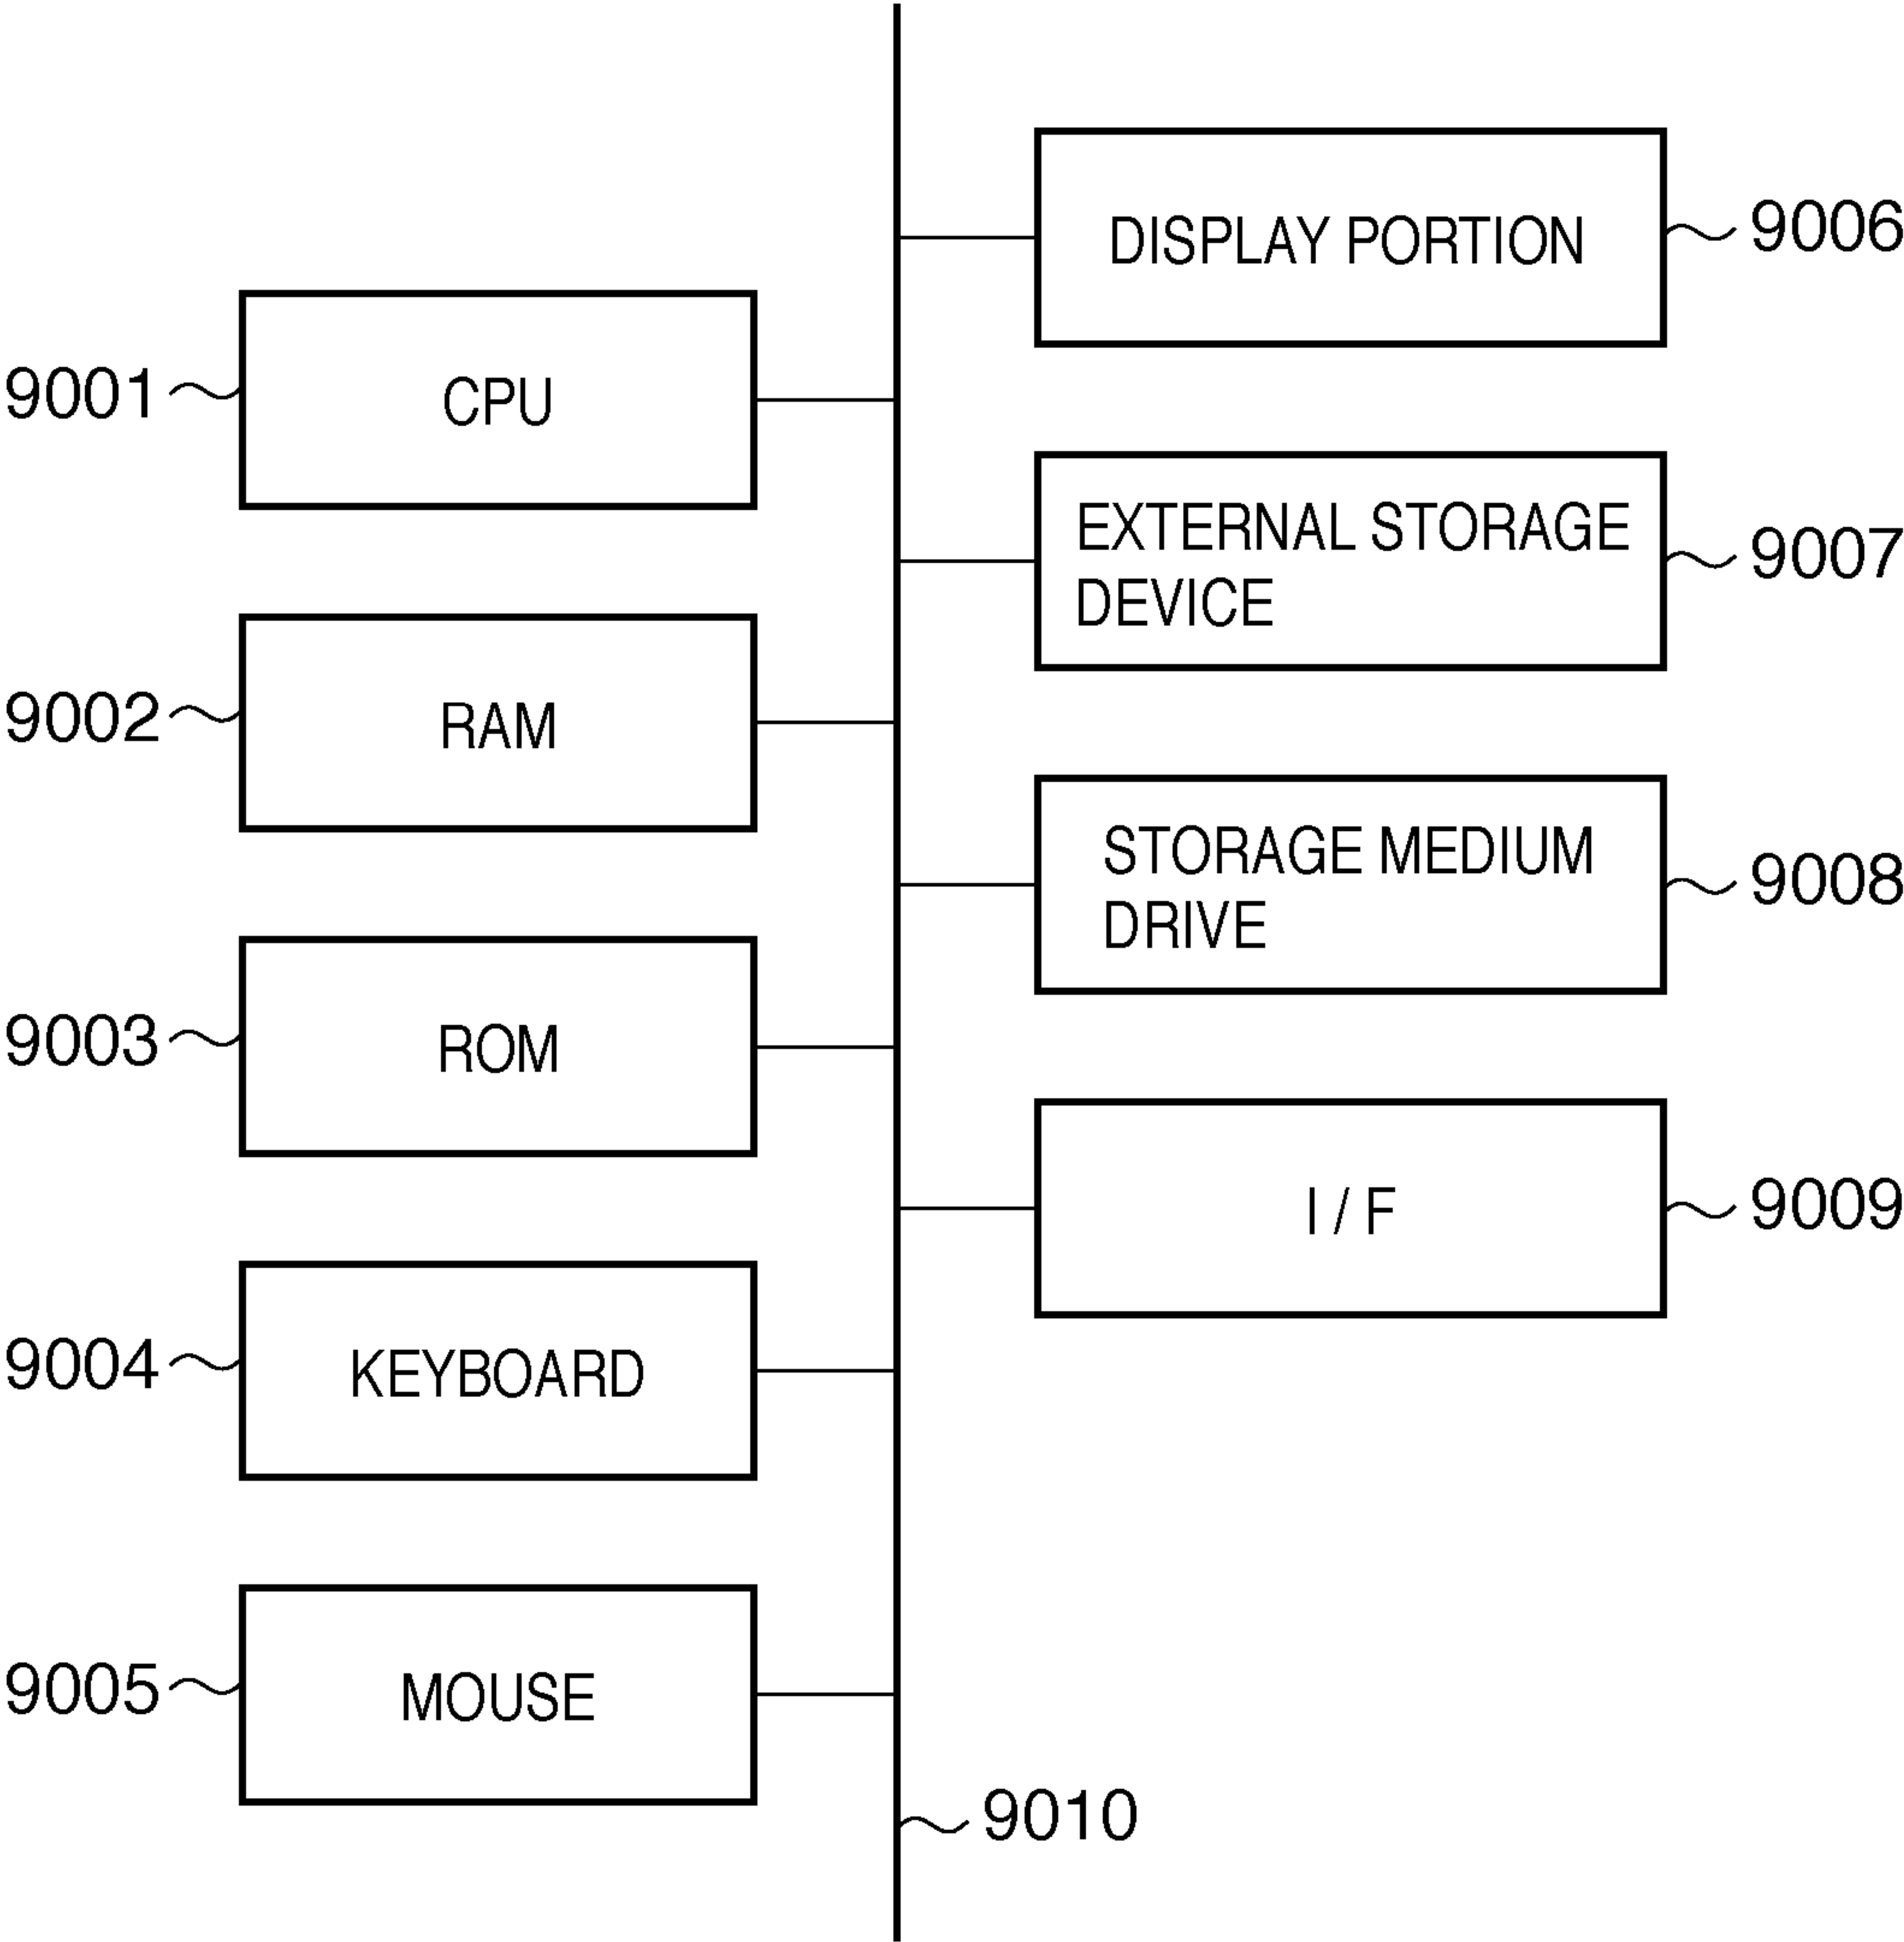 9001
CPU
9002
RAM
9003
ROM
9004
KEYBOARD
9005
MOUSE
DISPLAY PORTION
9006
EXTERNAL STORAGE
DEVICE
9007
STORAGE MEDIUM
DRIVE
9008
I / F
9009
9010